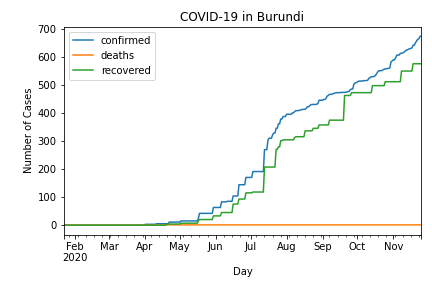 COVID-19 in Burundi
confirmed
deaths
recovered
Number of Cases
700
600
500
400
300
200
100
0
Feb Mar Apr May Jun Jul Aug Sep Oct Nov
2020
Day